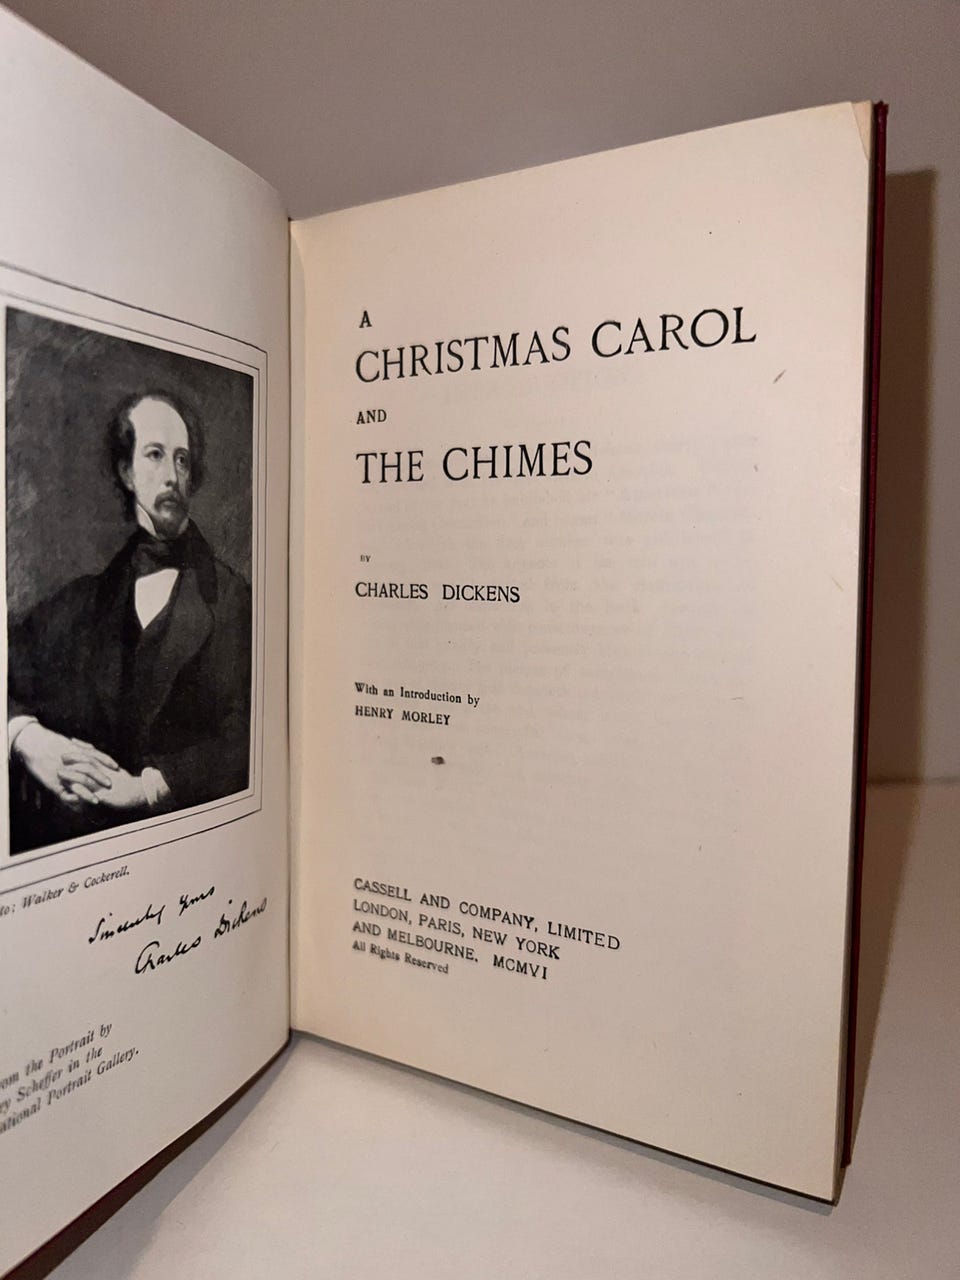 to: Walker & Cockerell.
Sincerely yours
Charles Dickens
om the Portrait by
ry Scheffer in the
ational Portrait Gallery.
A
CHRISTMAS CAROL
AND
THE CHIMES
BY
CHARLES DICKENS
With an Introduction by
HENRY MORLEY
CASSELL AND COMPANY, LIMITED
LONDON, PARIS, NEW YORK
AND MELBOURNE, MCMVI
All Rights Reserved